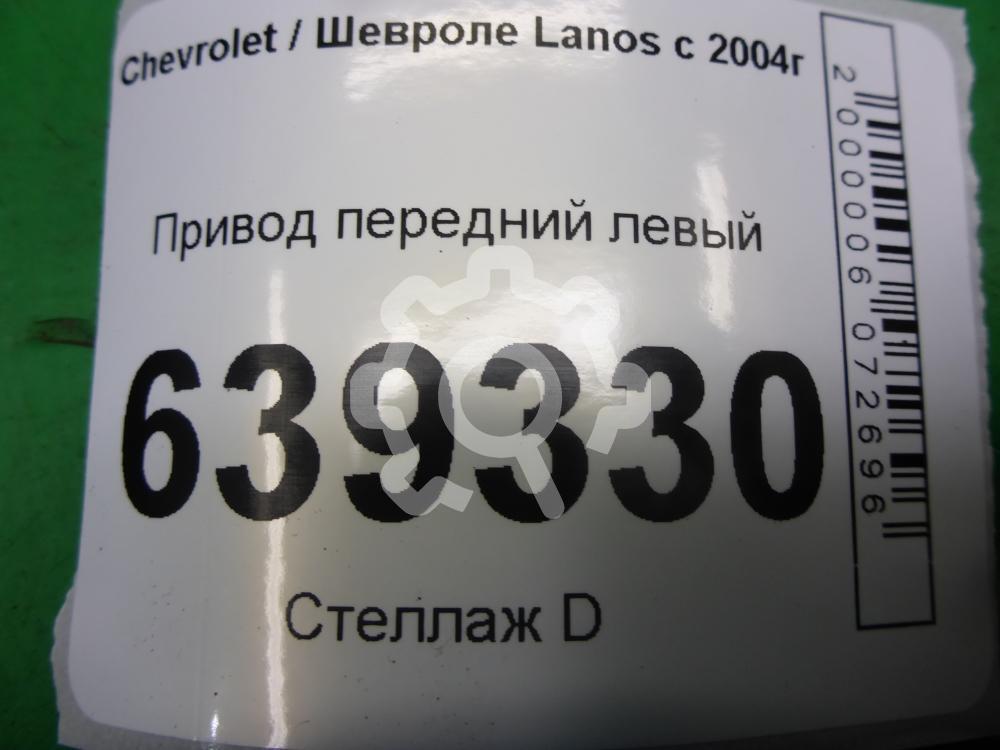 Chevrolet / Шевроле Lanos с 2004г
Привод передний левый
639330
Стеллаж D
2000006072696